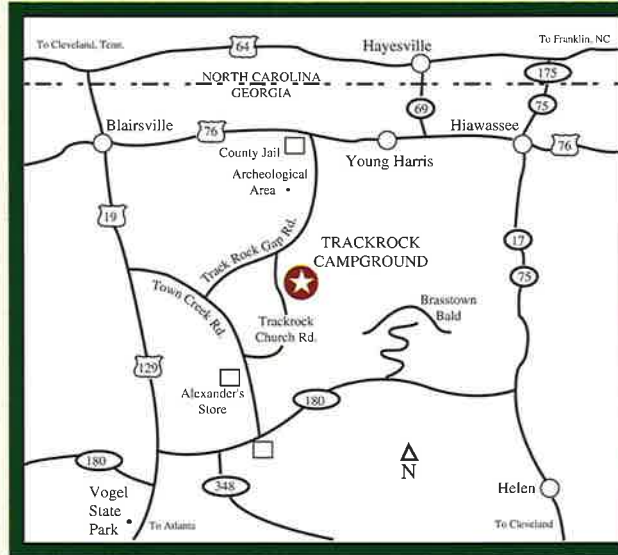 To Cleveland, Tenn.
64
Hayesville
To Franklin, NC
175
NORTH CAROLINA
GEORGIA
69
75
Blairsville
76
County Jail
Young Harris
Hiawassee
76
Archeological
Area
19
Track Rock Gap Rd.
TRACKROCK
CAMPGROUND
17
75
Town Creek Rd.
Trackrock
Church Rd.
Brasstown
Bald
129
Alexander's
Store
180
180
348
N
Vogel
State
Park
To Atlanta
Helen
To Cleveland